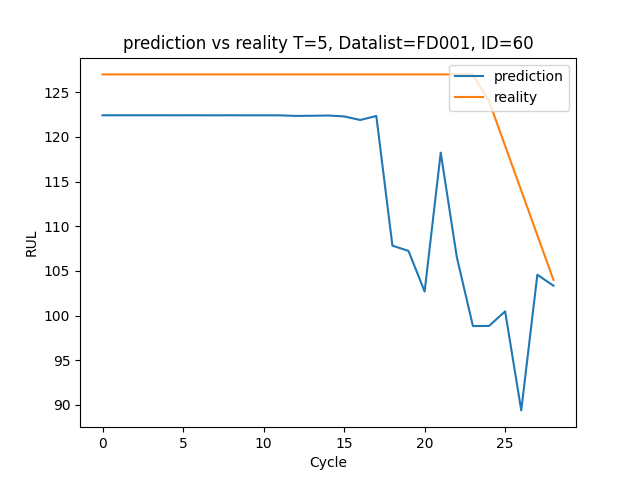 prediction vs reality T=5, Datalist=FD001, ID=60
prediction
reality
125
120
115
110
105
100
95
90
RUL
0 5 10 15 20 25
Cycle